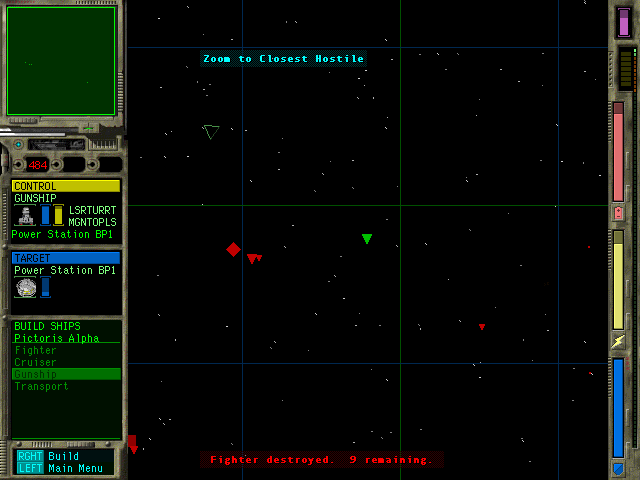 Zoom to Closest Hostile
484
CONTROL
GUNSHIP
LSRTURRT
MGNTOPLS
Power Station BP1
TARGET
Power Station BP1
BUILD SHIPS
Pictoris Alpha
Fighter
Cruiser
Gunship
Transport
RGHT Build
LEFT Main Menu
Fighter destroyed. 9 remaining.